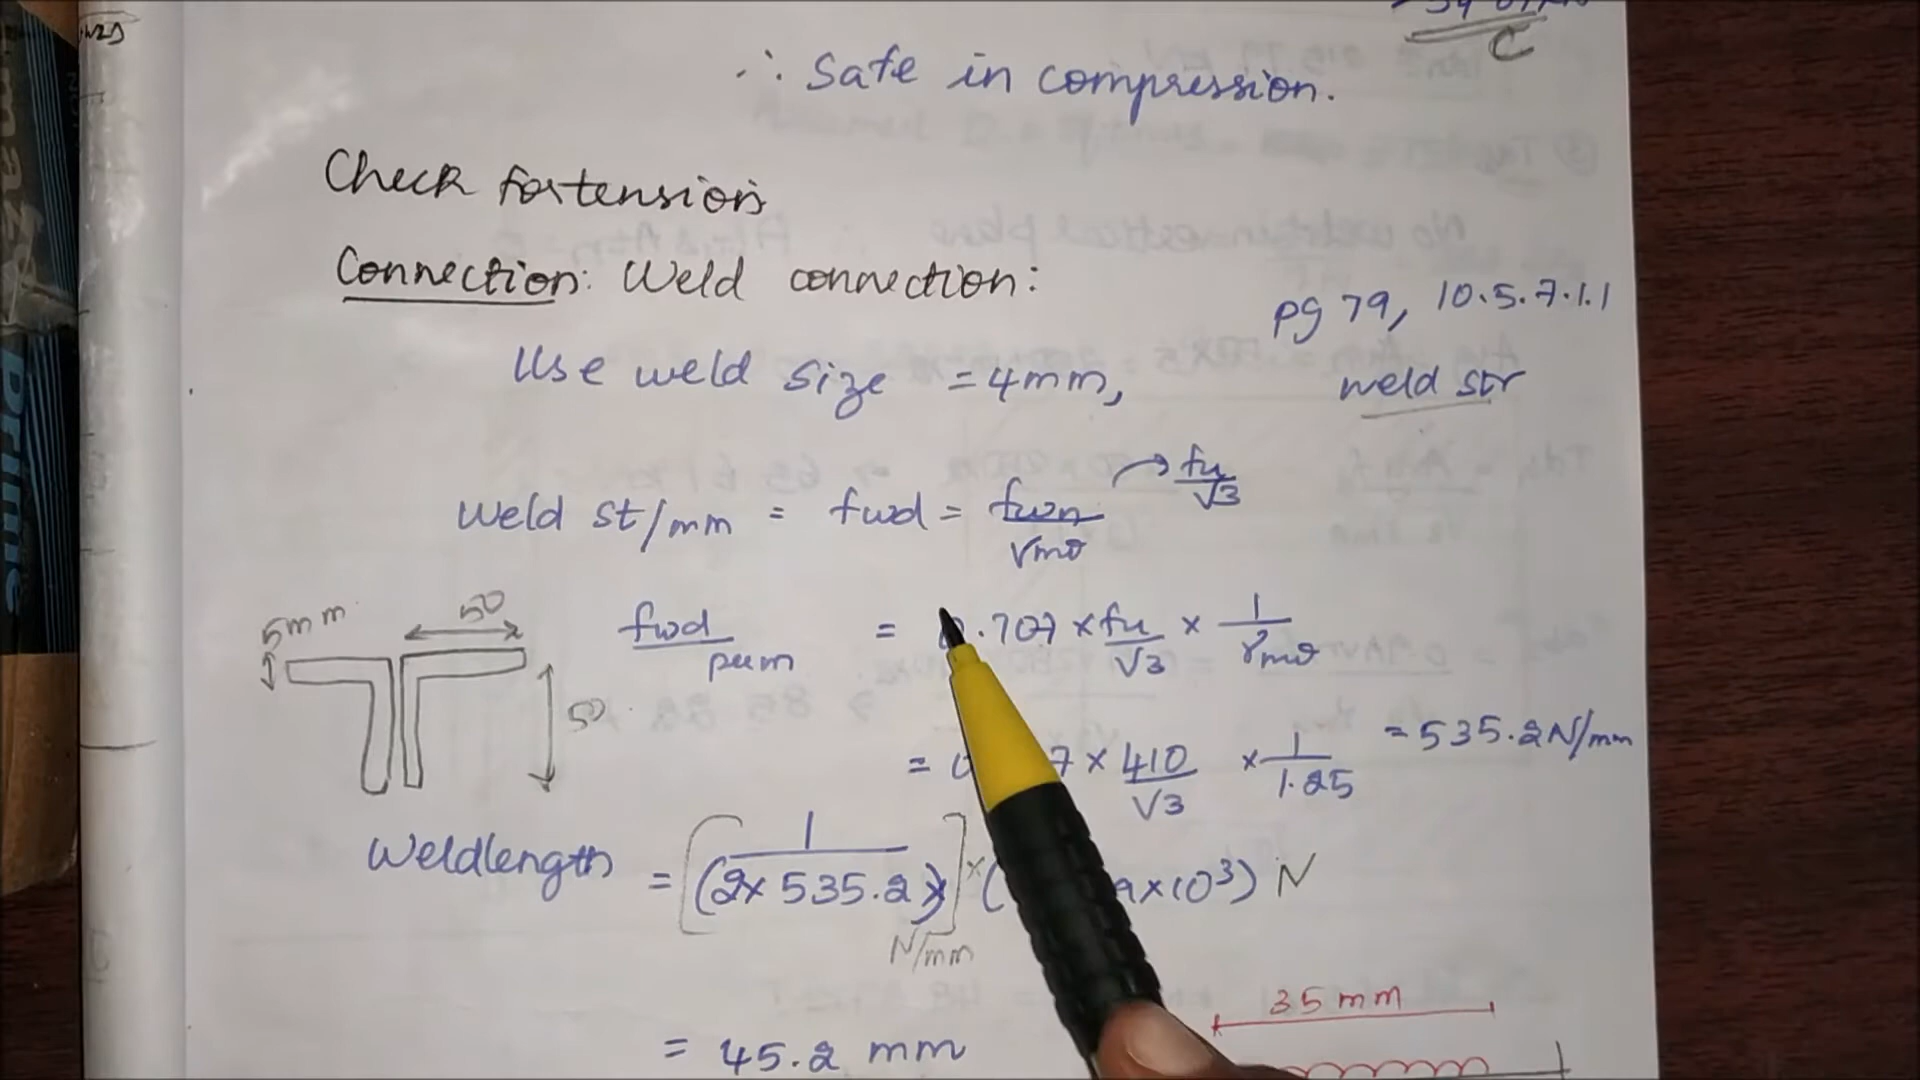 ∴ Safe in compression.
Check for tension
Connection: Weld connection:
pg 79, 10.5.7.1.1
Use weld size = 4mm,
weld str
Weld st/mm = fwd = fwn/γmw → fu/√3
5mm
50
50
fwd/per m = 0.707 × fu/√3 × 1/γmw
7 × 410/√3 × 1/1.25 = 535.2 N/mm
Weldlength = [1/(2× 535.2)] × ( ×10³) N
N/mm
35 mm
= 45.2 mm